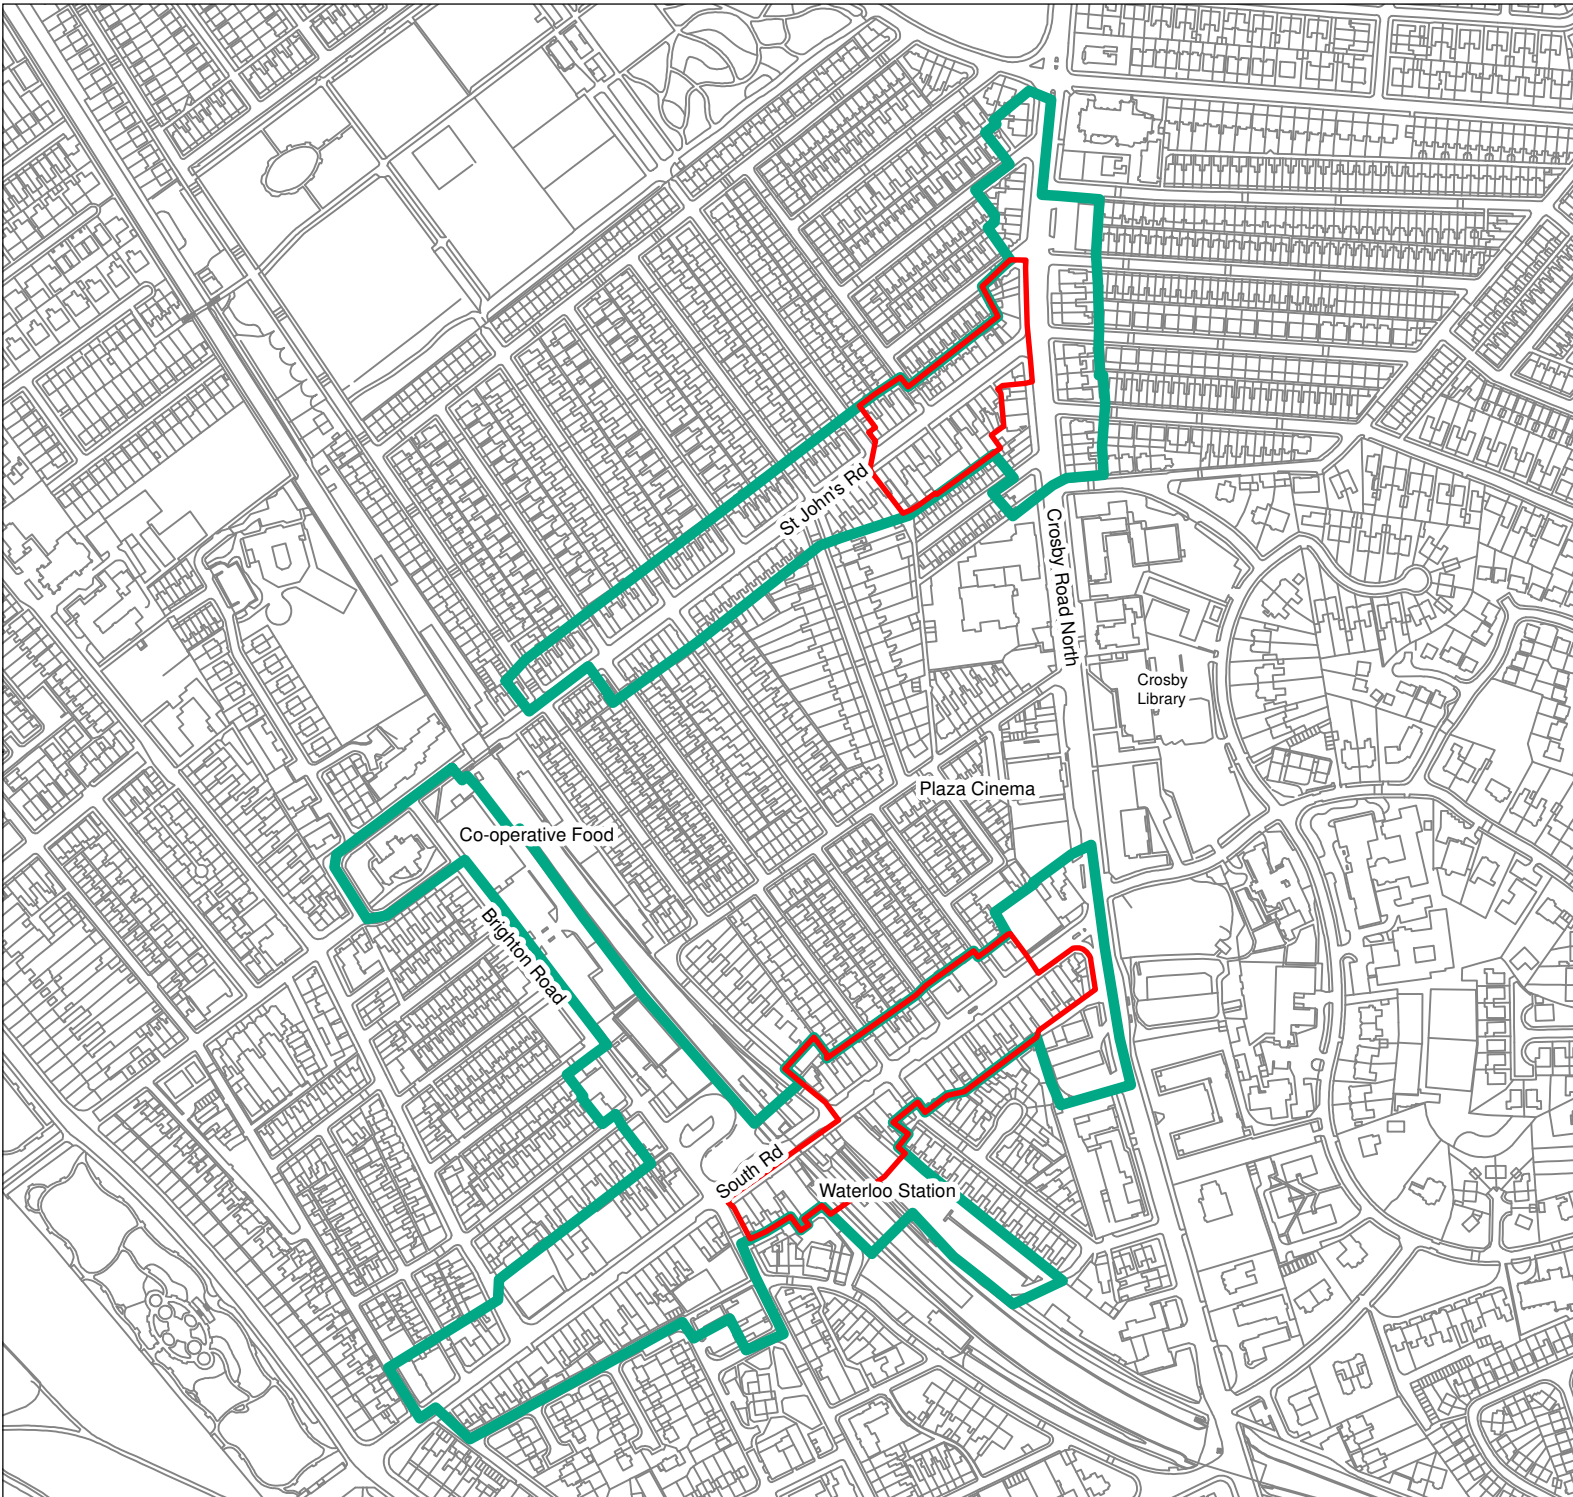 St John's Rd
Crosby Road North
Crosby
Library
Plaza Cinema
Co-operative Food
Brighton Road
South Rd
Waterloo Station